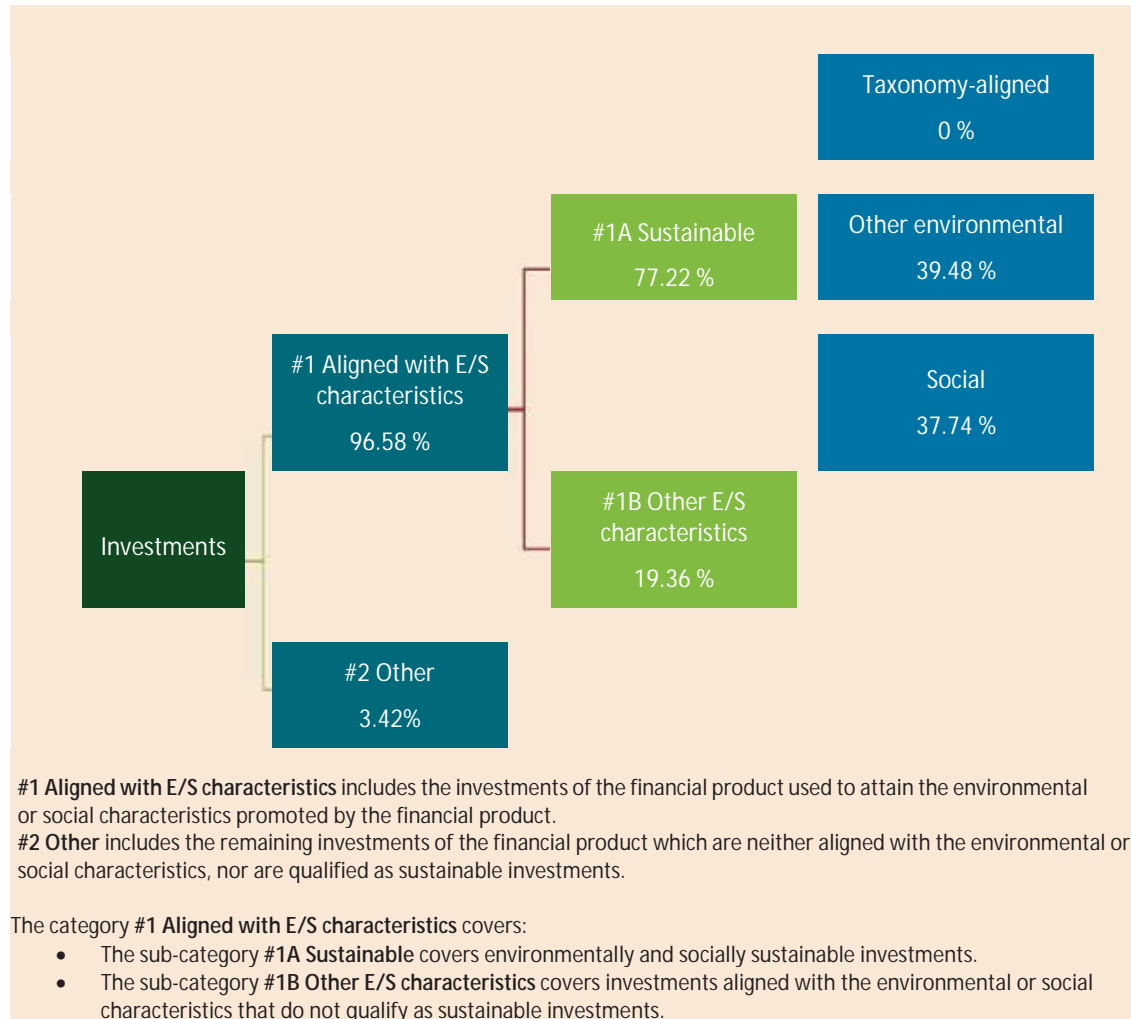 Taxonomy-aligned
0 %
#1A Sustainable
77.22 %
Other environmental
39.48 %
#1 Aligned with E/S
characteristics
96.58 %
Social
37.74 %
Investments
#1B Other E/S
characteristics
19.36 %
#2 Other
3.42%
#1 Aligned with E/S characteristics includes the investments of the financial product used to attain the environmental
or social characteristics promoted by the financial product.
#2 Other includes the remaining investments of the financial product which are neither aligned with the environmental or
social characteristics, nor are qualified as sustainable investments.
The category #1 Aligned with E/S characteristics covers:
• The sub-category #1A Sustainable covers environmentally and socially sustainable investments.
• The sub-category #1B Other E/S characteristics covers investments aligned with the environmental or social
characteristics that do not qualify as sustainable investments.